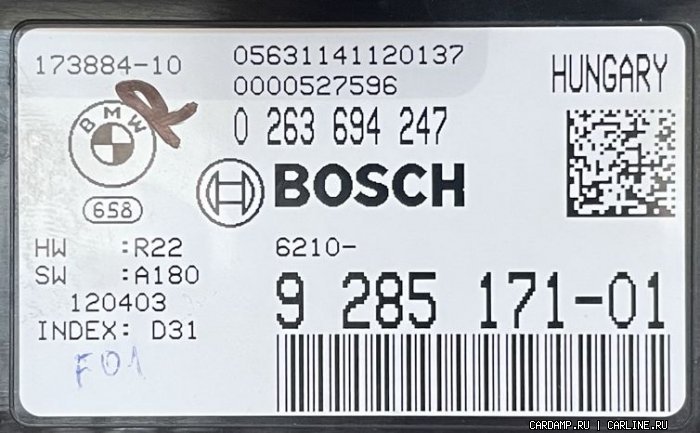 173884-10
05631141120137
0000527596
HUNGARY
BMW
0 263 694 247
BOSCH
658
HW :R22
SW :A180
120403
INDEX: D31
F01
6210-
9 285 171-01
CARDAMP.RU | CARLINE.RU